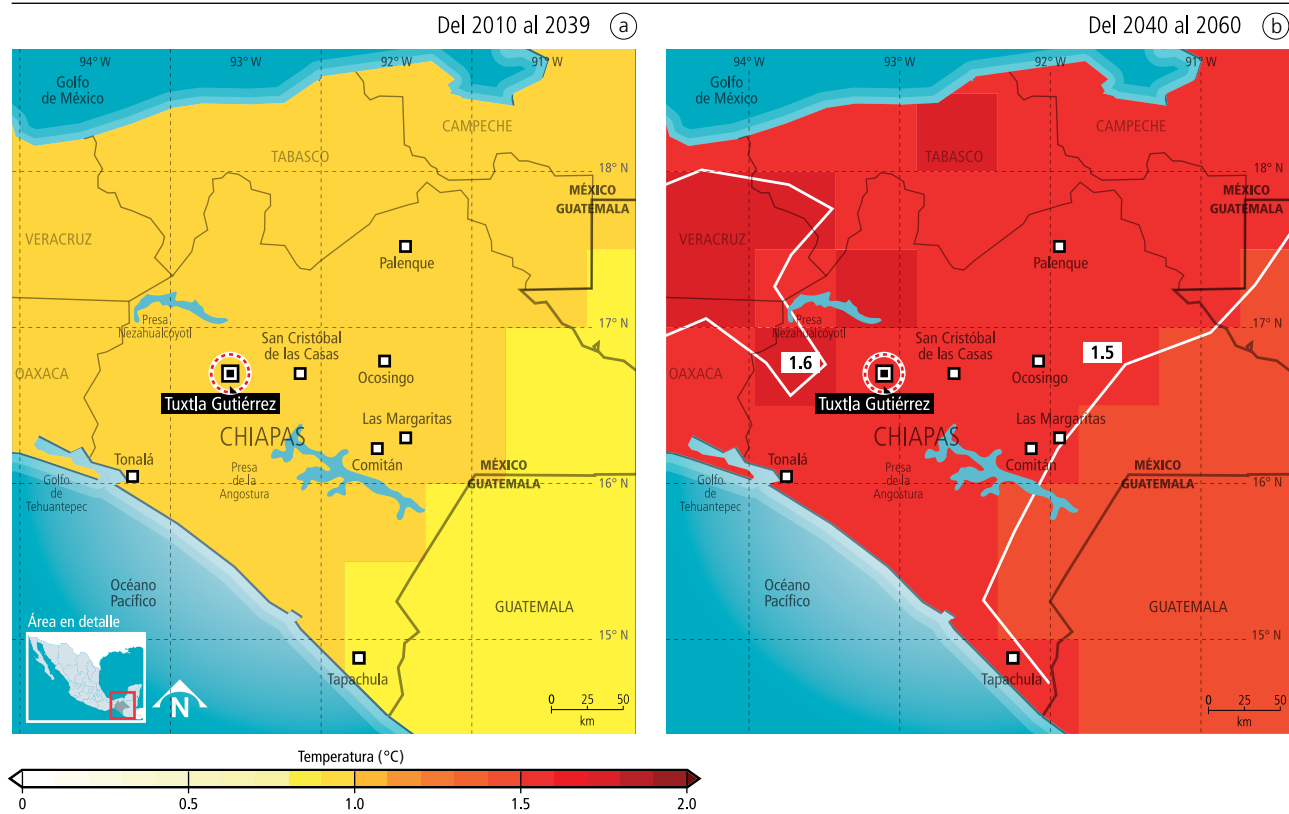 Del 2010 al 2039 a
94° W 93° W 92° W 91° W
Golfo
de México
CAMPECHE
TABASCO
18° N
MÉXICO
GUATEMALA
VERACRUZ
Palenque
Presa
Nezahualcóyotl
17° N
San Cristóbal
de las Casas
OAXACA
Ocosingo
Tuxtla Gutiérrez
Las Margaritas
CHIAPAS
Comitán
Tonalá
Presa
de la
Angostura
MÉXICO
GUATEMALA
Golfo
de
Tehuantepec
16° N
Océano
Pacífico
GUATEMALA
Área en detalle
15° N
Tapachula
N
0 25 50
km
Del 2040 al 2060 b
94° W 93° W 92° W 91° W
Golfo
de México
CAMPECHE
TABASCO
18° N
MÉXICO
GUATEMALA
VERACRUZ
Palenque
Presa
Nezahualcóyotl
17° N
San Cristóbal
de las Casas
1.5
1.6
OAXACA
Ocosingo
Tuxtla Gutiérrez
Las Margaritas
CHIAPAS
Comitán
Tonalá
Presa
de la
Angostura
MÉXICO
GUATEMALA
Golfo
de
Tehuantepec
16° N
Océano
Pacífico
GUATEMALA
15° N
Tapachula
0 25 50
km
Temperatura (°C)
0 0.5 1.0 1.5 2.0